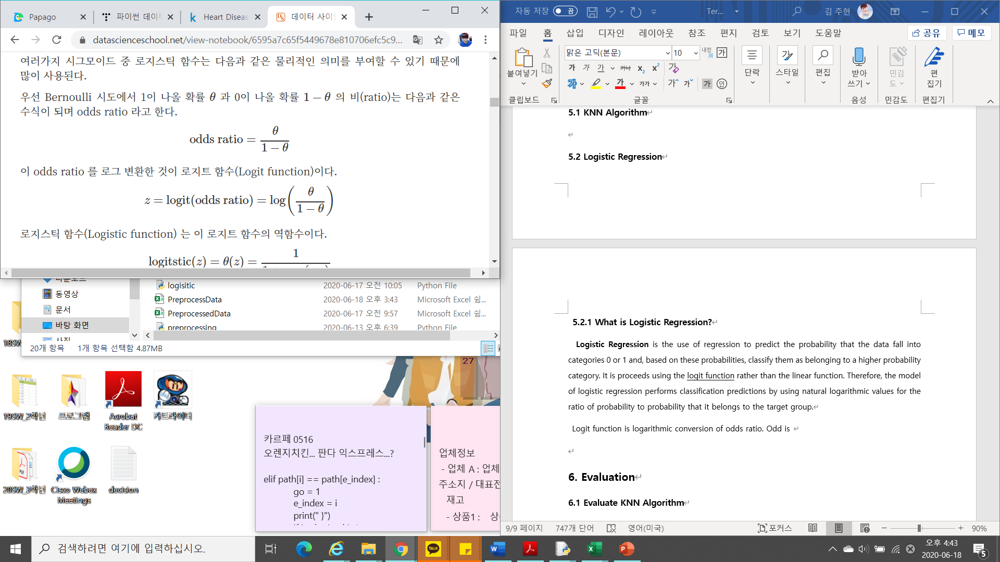 Papago
파이썬 데이터
Heart Diseas
데이터 사이언
datascienceschool.net/view-notebook/6595a7c65f5449678e810706efc5c9...
여러가지 시그모이드 중 로지스틱 함수는 다음과 같은 물리적인 의미를 부여할 수 있기 때문에
많이 사용된다.
우선 Bernoulli 시도에서 1이 나올 확률 θ 과 0이 나올 확률 1 − θ 의 비(ratio)는 다음과 같은
수식이 되며 odds ratio 라고 한다.
odds ratio = θ / (1 − θ)
이 odds ratio 를 로그 변환한 것이 로지트 함수(Logit function)이다.
z = logit(odds ratio) = log(θ / (1 − θ))
로지스틱 함수(Logistic function) 는 이 로지트 함수의 역함수이다.
logitstic(z) = θ(z) = 1
다운로드
동영상
문서
바탕 화면
사진
logisitic 2020-06-17 오전 10:05 Python File
PreprocessData 2020-06-18 오후 3:43 Microsoft Excel 쉼...
PreprocessedData 2020-06-17 오전 9:57 Microsoft Excel 쉼...
preprocessing 2020-06-13 오후 6:39 Python File
20개 항목 1개 항목 선택함 4.87MB
27
18SW
19SW_2학년
프로그램
Acrobat
Reader DC
카트라이더
20SW_3학년
Cisco Webex
Meetings
decision
카르페 0516
오렌지치킨... 판다 익스프레스...?
elif path[i] == path[e_index] :
go = 1
e_index = i
print(" }")
업체정보
- 업체 A : 업체
주소지 / 대표전
재고
- 상품1 : 상
자동 저장 끔
Ter...
김 주현
파일 홈 삽입 디자인 레이아웃 참조 편지 검토 보기 도움말 공유 메모
맑은 고딕(본문) 10
붙여넣기
클립보드
글꼴
단락
스타일
편집
받아
쓰기
음성
민감
도
민감도
편
집기
편집기
5.1 KNN Algorithm
5.2 Logistic Regression
5.2.1 What is Logistic Regression?
Logistic Regression is the use of regression to predict the probability that the data fall into
categories 0 or 1 and, based on these probabilities, classify them as belonging to a higher probability
category. It is proceeds using the logit function rather than the linear function. Therefore, the model
of logistic regression performs classification predictions by using natural logarithmic values for the
ratio of probability to probability that it belongs to the target group.
Logit function is logarithmic conversion of odds ratio. Odd is
6. Evaluation
6.1 Evaluate KNN Algorithm
9/9 페이지 747개 단어 영어(미국) 포커스 90%
검색하려면 여기에 입력하십시오.
TALK
오후 4:43
2020-06-18
5